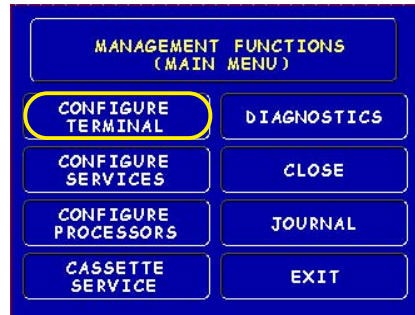 MANAGEMENT FUNCTIONS
(MAIN MENU)
CONFIGURE
TERMINAL
DIAGNOSTICS
CONFIGURE
SERVICES
CLOSE
CONFIGURE
PROCESSORS
JOURNAL
CASSETTE
SERVICE
EXIT